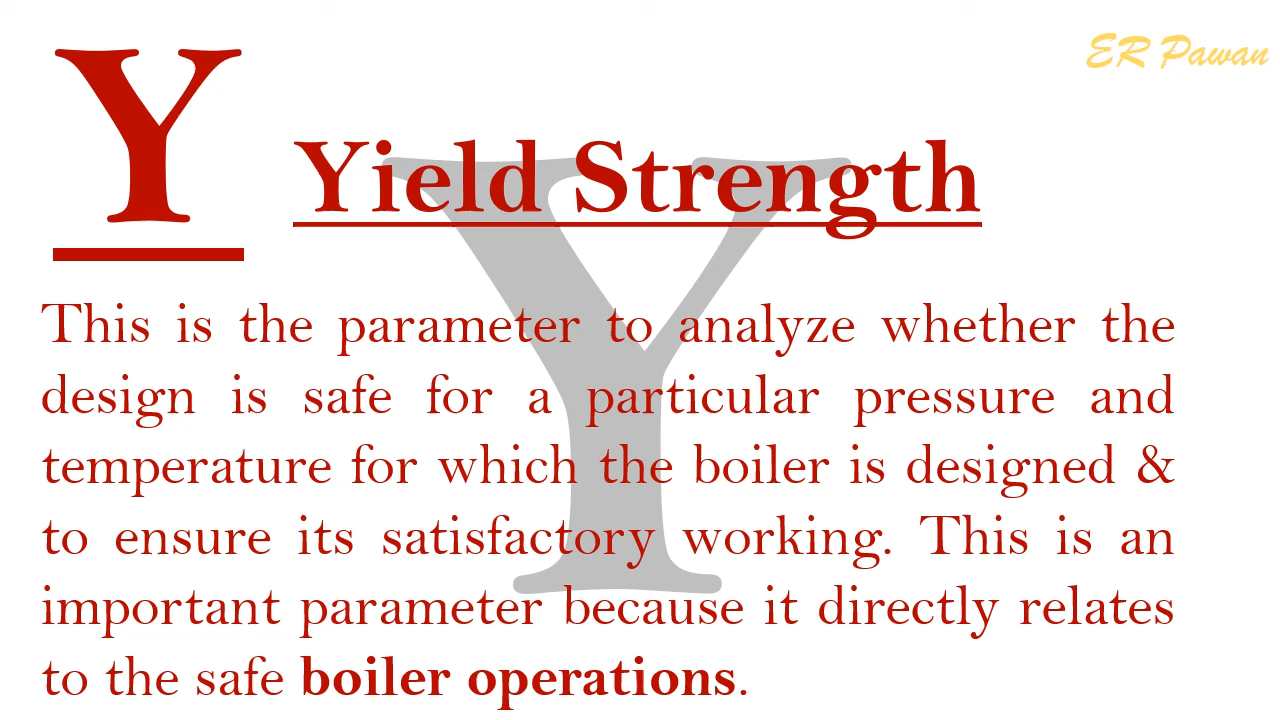 ER Pawan
Y
Yield Strength
This is the parameter to analyze whether the
design is safe for a particular pressure and
temperature for which the boiler is designed &
to ensure its satisfactory working. This is an
important parameter because it directly relates
to the safe boiler operations.
Y